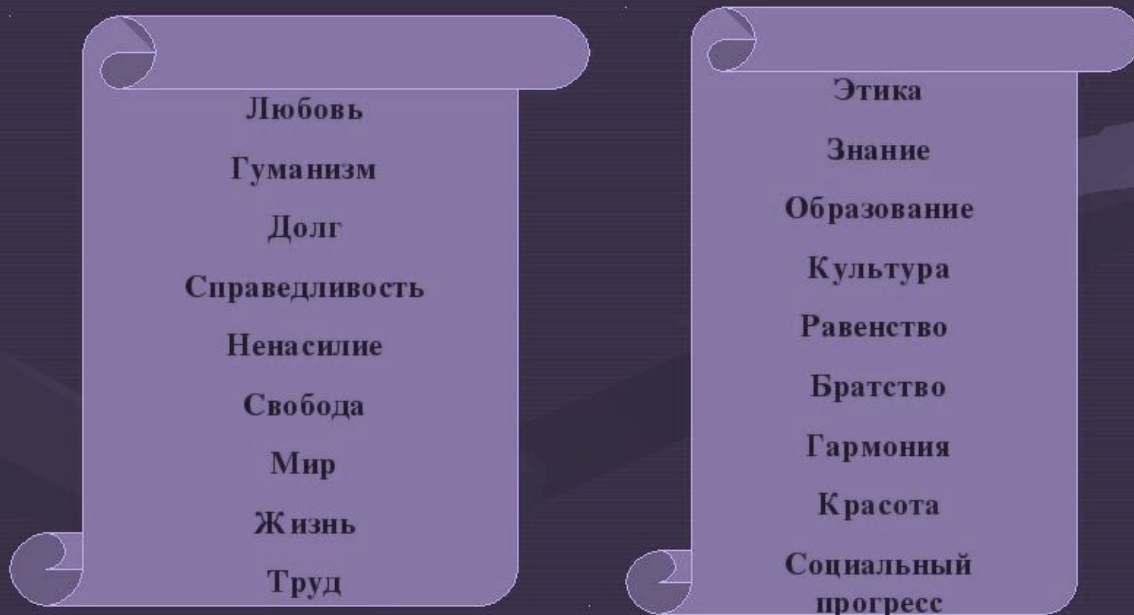 Любовь
Гуманизм
Долг
Справедливость
Ненасилие
Свобода
Мир
Жизнь
Труд
Этика
Знание
Образование
Культура
Равенство
Братство
Гармония
Красота
Социальный
прогресс